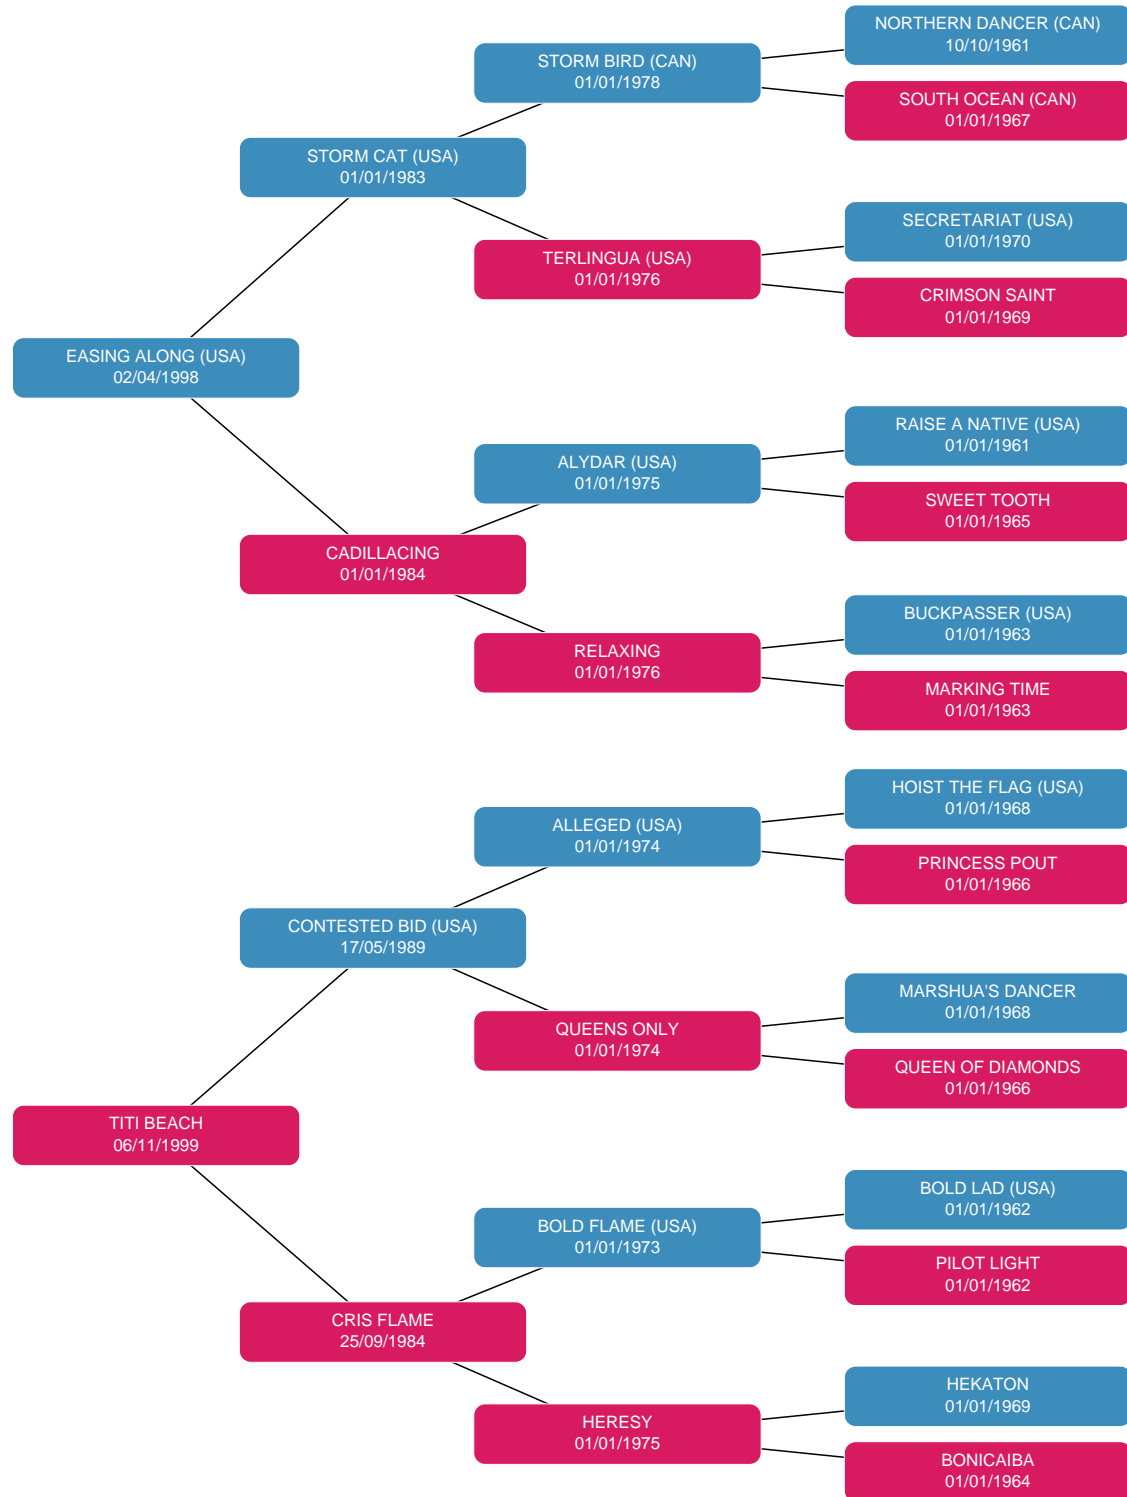 NORTHERN DANCER (CAN)
10/10/1961
STORM BIRD (CAN)
01/01/1978
SOUTH OCEAN (CAN)
01/01/1967
STORM CAT (USA)
01/01/1983
SECRETARIAT (USA)
01/01/1970
TERLINGUA (USA)
01/01/1976
CRIMSON SAINT
01/01/1969
EASING ALONG (USA)
02/04/1998
RAISE A NATIVE (USA)
01/01/1961
ALYDAR (USA)
01/01/1975
SWEET TOOTH
01/01/1965
CADILLACING
01/01/1984
BUCKPASSER (USA)
01/01/1963
RELAXING
01/01/1976
MARKING TIME
01/01/1963
HOIST THE FLAG (USA)
01/01/1968
ALLEGED (USA)
01/01/1974
PRINCESS POUT
01/01/1966
CONTESTED BID (USA)
17/05/1989
MARSHUA'S DANCER
01/01/1968
QUEENS ONLY
01/01/1974
QUEEN OF DIAMONDS
01/01/1966
TITI BEACH
06/11/1999
BOLD LAD (USA)
01/01/1962
BOLD FLAME (USA)
01/01/1973
PILOT LIGHT
01/01/1962
CRIS FLAME
25/09/1984
HEKATON
01/01/1969
HERESY
01/01/1975
BONICAIBA
01/01/1964